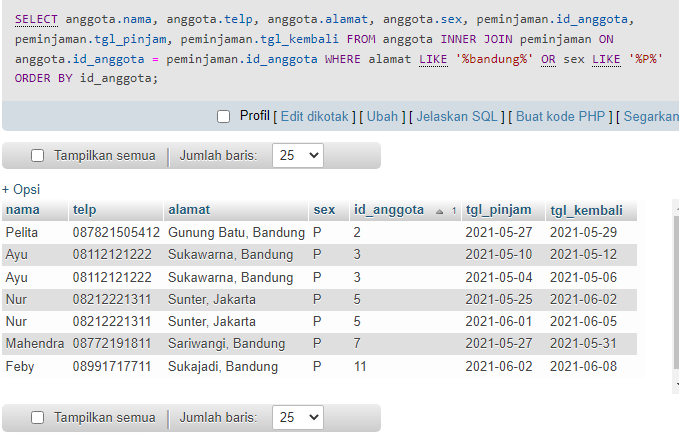 SELECT anggota.nama, anggota.telp, anggota.alamat, anggota.sex, peminjaman.id_anggota,
peminjaman.tgl_pinjam, peminjaman.tgl_kembali FROM anggota INNER JOIN peminjaman ON
anggota.id_anggota = peminjaman.id_anggota WHERE alamat LIKE '%bandung%' OR sex LIKE '%P%'
ORDER BY id_anggota;
Profil [ Edit dikotak ] [ Ubah ] [ Jelaskan SQL ] [ Buat kode PHP ] [ Segarkan
Tampilkan semua | Jumlah baris: 25
+ Opsi
nama telp alamat sex id_anggota 1 tgl_pinjam tgl_kembali
Pelita 087821505412 Gunung Batu, Bandung P 2 2021-05-27 2021-05-29
Ayu 08112121222 Sukawarna, Bandung P 3 2021-05-10 2021-05-12
Ayu 08112121222 Sukawarna, Bandung P 3 2021-05-04 2021-05-06
Nur 08212221311 Sunter, Jakarta P 5 2021-05-25 2021-06-02
Nur 08212221311 Sunter, Jakarta P 5 2021-06-01 2021-06-05
Mahendra 08772191811 Sariwangi, Bandung P 7 2021-05-27 2021-05-31
Feby 08991717711 Sukajadi, Bandung P 11 2021-06-02 2021-06-08
Tampilkan semua | Jumlah baris: 25